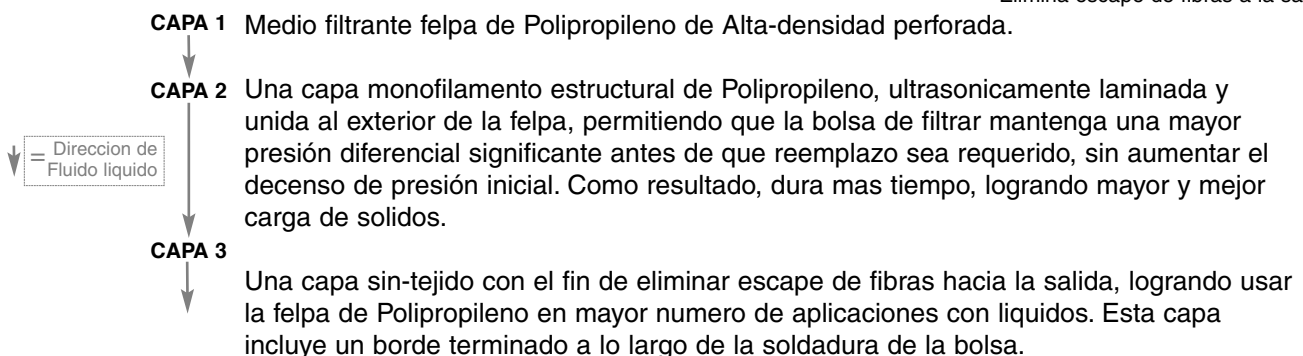 Elimina escape de fibras a la
CAPA 1 Medio filtrante felpa de Polipropileno de Alta-densidad perforada.
CAPA 2 Una capa monofilamento estructural de Polipropileno, ultrasonicamente laminada y
unida al exterior de la felpa, permitiendo que la bolsa de filtrar mantenga una mayor
= Direccion de
Fluido liquido
presión diferencial significante antes de que reemplazo sea requerido, sin aumentar el
decenso de presión inicial. Como resultado, dura mas tiempo, logrando mayor y mejor
carga de solidos.
CAPA 3
Una capa sin-tejido con el fin de eliminar escape de fibras hacia la salida, logrando usar
la felpa de Polipropileno en mayor numero de aplicaciones con liquidos. Esta capa
incluye un borde terminado a lo largo de la soldadura de la bolsa.